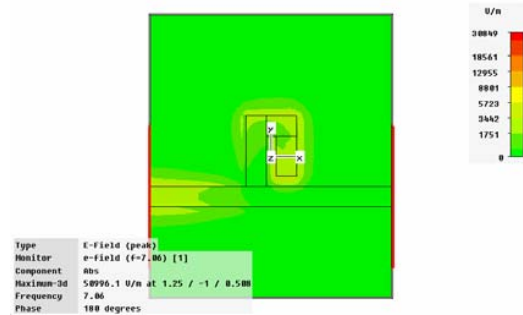 V/m
30849
18561
12955
8801
5723
3442
1751
0
y
z x
Type E-Field (peak)
Monitor e-field (f=7.06) [1]
Component Abs
Maximum-3d 50996.1 V/m at 1.25 / -1 / 0.508
Frequency 7.06
Phase 180 degrees